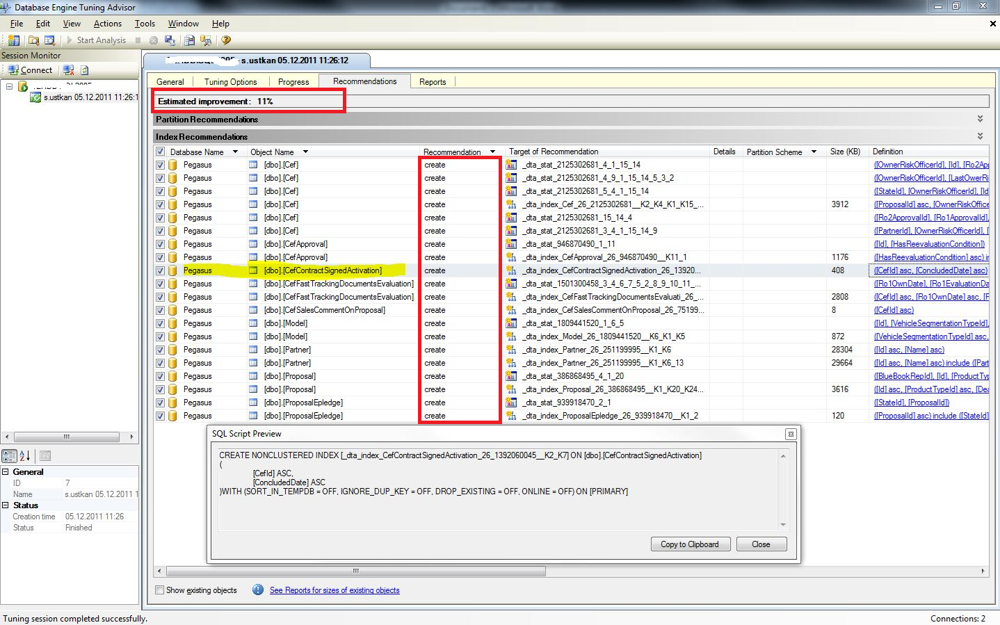 Database Engine Tuning Advisor
File Edit View Actions Tools Window Help
Start Analysis
Session Monitor
Connect
s.ustkan 05.12.2011 11:26:1
s.ustkan 05.12.2011 11:26:12
General Tuning Options Progress Recommendations Reports
Estimated improvement: 11%
Partition Recommendations
Index Recommendations
Database Name Object Name Recommendation Target of Recommendation Details Partition Scheme Size (KB) Definition
Pegasus [dbo].[Cef] create _dta_stat_2125302681_4_1_15_14 ([OwnerRiskOfficerId], [Id], [Ro2App
Pegasus [dbo].[Cef] create _dta_stat_2125302681_4_9_1_15_14_5_3_2 ([OwnerRiskOfficerId], [LastOwerRi
Pegasus [dbo].[Cef] create _dta_stat_2125302681_5_4_1_15_14 ([StateId], [OwnerRiskOfficerId], [Id
Pegasus [dbo].[Cef] create _dta_index_Cef_26_2125302681__K2_K4_K1_K15_... 3912 ([ProposalId] asc, [OwnerRiskOffice
Pegasus [dbo].[Cef] create _dta_stat_2125302681_15_14_4 ([Ro2ApprovalId], [Ro1ApprovalId],
Pegasus [dbo].[Cef] create _dta_stat_2125302681_3_4_1_15_14_9 ([PartnerId], [OwnerRiskOfficerId], [
Pegasus [dbo].[CefApproval] create _dta_stat_946870490_1_11 ([Id], [HasReevaluationCondition])
Pegasus [dbo].[CefApproval] create _dta_index_CefApproval_26_946870490__K11_1 1176 ([HasReevaluationCondition] asc) in
Pegasus [dbo].[CefContractSignedActivation] create _dta_index_CefContractSignedActivation_26_13920... 408 ([CefId] asc, [ConcludedDate] asc)
Pegasus [dbo].[CefFastTrackingDocumentsEvaluation] create _dta_stat_1501300458_3_4_6_7_5_2_8_9_10_11_... ([Ro1OwnDate], [Ro1EvaluationDa
Pegasus [dbo].[CefFastTrackingDocumentsEvaluation] create _dta_index_CefFastTrackingDocumentsEvaluati_26_... 2808 ([CefId] asc, [Ro1OwnDate] asc, [F
Pegasus [dbo].[CefSalesCommentOnProposal] create _dta_index_CefSalesCommentOnProposal_26_75199... 8 ([CefId] asc)
Pegasus [dbo].[Model] create _dta_stat_1809441520_1_6_5 ([Id], [VehicleSegmentationTypeId],
Pegasus [dbo].[Model] create _dta_index_Model_26_1809441520__K6_K1_K5 872 ([VehicleSegmentationTypeId] asc,
Pegasus [dbo].[Partner] create _dta_index_Partner_26_251199995__K1_K6 28304 ([Id] asc, [Name] asc)
Pegasus [dbo].[Partner] create _dta_index_Partner_26_251199995__K1_K6_13 29664 ([Id] asc, [Name] asc) include ([Part
Pegasus [dbo].[Proposal] create _dta_stat_386868495_4_1_20 ([BlueBookRepId], [Id], [ProductTyp
Pegasus [dbo].[Proposal] create _dta_index_Proposal_26_386868495__K1_K20_K24... 3616 ([Id] asc, [ProductTypeId] asc, [Dea
Pegasus [dbo].[ProposalEpledge] create _dta_stat_939918470_2_1 ([StateId], [ProposalId])
Pegasus [dbo].[ProposalEpledge] create _dta_index_ProposalEpledge_26_939918470__K1_2 120 ([ProposalId] asc) include ([StateId]
SQL Script Preview
CREATE NONCLUSTERED INDEX [_dta_index_CefContractSignedActivation_26_1392060045__K2_K7] ON [dbo].[CefContractSignedActivation]
(
[CefId] ASC,
[ConcludedDate] ASC
)WITH (SORT_IN_TEMPDB = OFF, IGNORE_DUP_KEY = OFF, DROP_EXISTING = OFF, ONLINE = OFF) ON [PRIMARY]
Copy to Clipboard Close
General
ID 7
Name s.ustkan 05.12.2011 1
Status
Creation time 05.12.2011 11:26
Status Finished
Show existing objects See Reports for sizes of existing objects
Tuning session completed successfully. Connections: 2